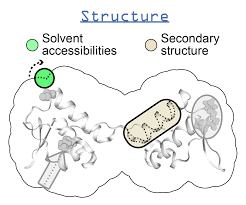 Structure
Solvent
accessibilities
Secondary
structure